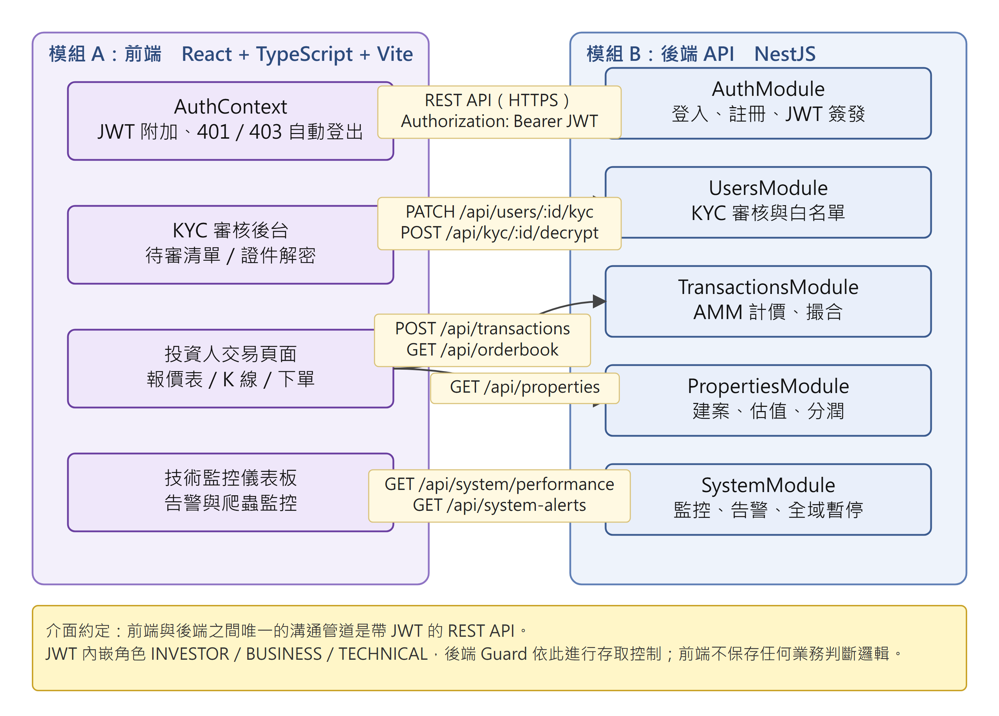 模組 A：前端　React + TypeScript + Vite
AuthContext
JWT 附加、401 / 403 自動登出
KYC 審核後台
待審清單 / 證件解密
投資人交易頁面
報價表 / K 線 / 下單
技術監控儀表板
告警與爬蟲監控
REST API（HTTPS）
Authorization: Bearer JWT
PATCH /api/users/:id/kyc
POST /api/kyc/:id/decrypt
POST /api/transactions
GET /api/orderbook
GET /api/properties
GET /api/system/performance
GET /api/system-alerts
模組 B：後端 API　NestJS
AuthModule
登入、註冊、JWT 簽發
UsersModule
KYC 審核與白名單
TransactionsModule
AMM 計價、撮合
PropertiesModule
建案、估值、分潤
SystemModule
監控、告警、全域暫停
介面約定：前端與後端之間唯一的溝通管道是帶 JWT 的 REST API。
JWT 內嵌角色 INVESTOR / BUSINESS / TECHNICAL，後端 Guard 依此進行存取控制；前端不保存任何業務判斷邏輯。